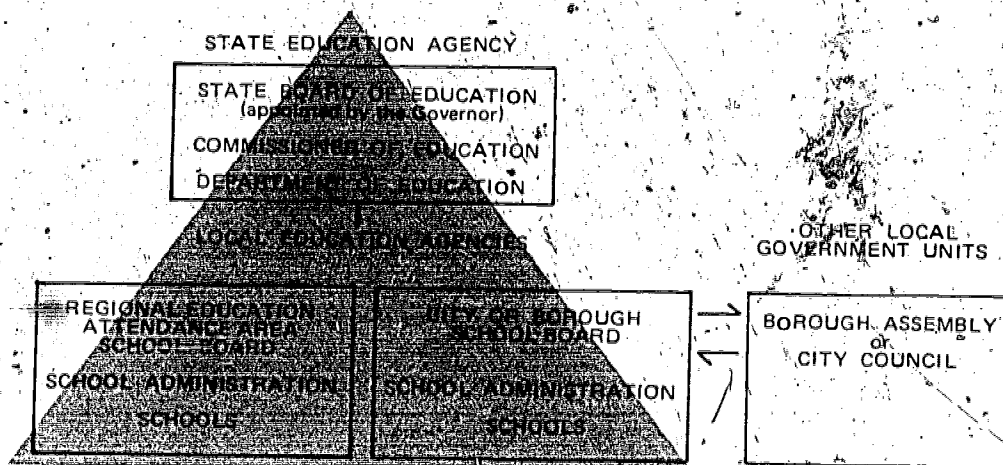 STATE EDUCATION AGENCY
STATE BOARD OF EDUCATION
(appointed by the Governor)
COMMISSIONER OF EDUCATION
DEPARTMENT OF EDUCATION
LOCAL EDUCATION AGENCIES
REGIONAL EDUCATION
ATTENDANCE AREA
SCHOOL BOARD
SCHOOL ADMINISTRATION
SCHOOLS
CITY OR BOROUGH
SCHOOL BOARD
SCHOOL ADMINISTRATION
SCHOOLS
OTHER LOCAL
GOVERNMENT UNITS
BOROUGH ASSEMBLY
or
CITY COUNCIL